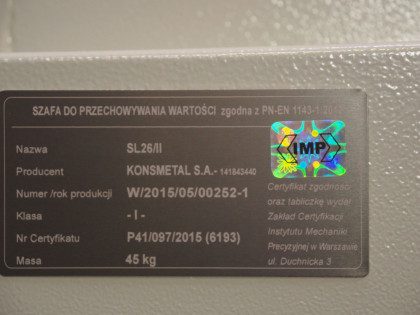 SZAFA DO PRZECHOWYWANIA WARTOŚCI zgodna z PN-EN 1143-1:201
Nazwa SL26/II
Producent KONSMETAL S.A.- 141843440
Numer /rok produkcji W/2015/05/00252-1
Klasa - I -
Nr Certyfikatu P41/097/2015 (6193)
Masa 45 kg
IMP
Certyfikat zgodności
oraz tabliczkę wydał
Zakład Certyfikacji
Instytutu Mechaniki
Precyzyjnej w Warszawie
ul. Duchnicka 3